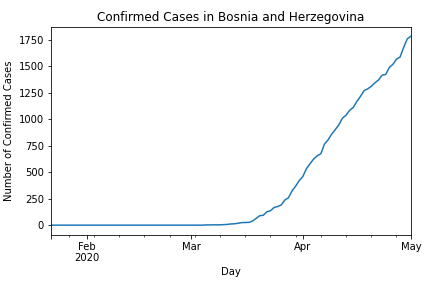 Confirmed Cases in Bosnia and Herzegovina
Number of Confirmed Cases
1750
1500
1250
1000
750
500
250
0
Feb
2020
Mar
Apr
May
Day